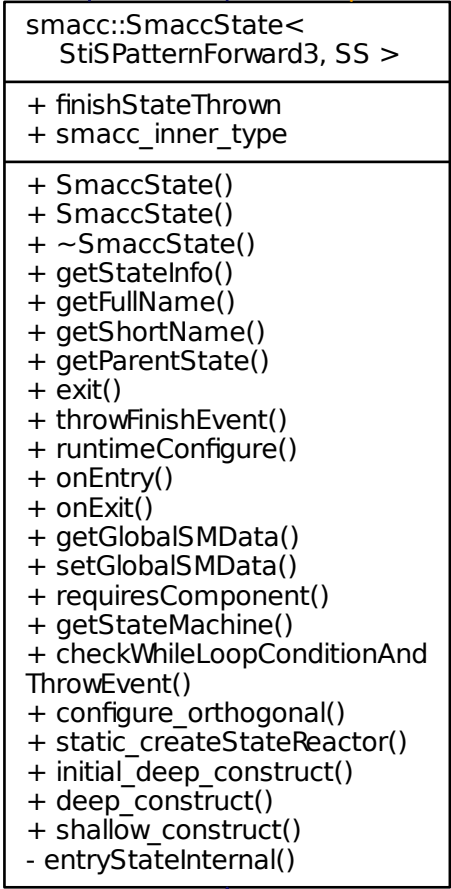 smacc::SmaccState<
StiSPatternForward3, SS >
+ finishStateThrown
+ smacc_inner_type
+ SmaccState()
+ SmaccState()
+ ~SmaccState()
+ getStateInfo()
+ getFullName()
+ getShortName()
+ getParentState()
+ exit()
+ throwFinishEvent()
+ runtimeConfigure()
+ onEntry()
+ onExit()
+ getGlobalSMData()
+ setGlobalSMData()
+ requiresComponent()
+ getStateMachine()
+ checkWhileLoopConditionAnd
ThrowEvent()
+ configure_orthogonal()
+ static_createStateReactor()
+ initial_deep_construct()
+ deep_construct()
+ shallow_construct()
- entryStateInternal()